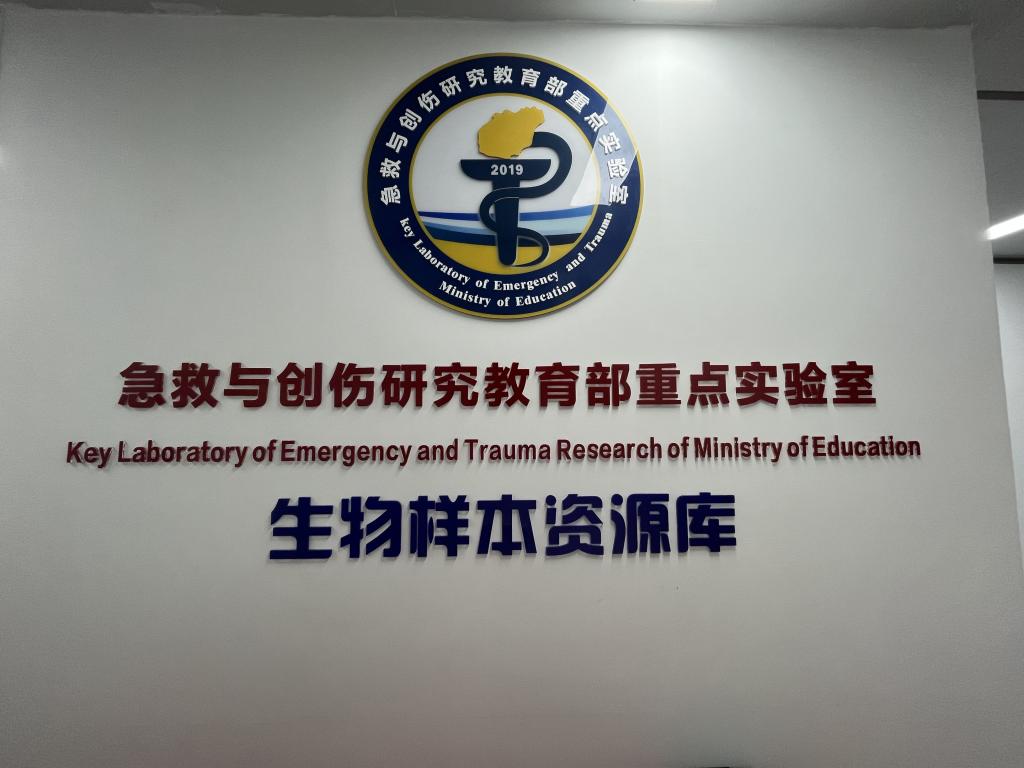 急救与创伤研究教育部重点实验室
2019
key Laboratory of Emergency and Trauma
Ministry of Education
急救与创伤研究教育部重点实验室
Key Laboratory of Emergency and Trauma Research of Ministry of Education
生物样本资源库